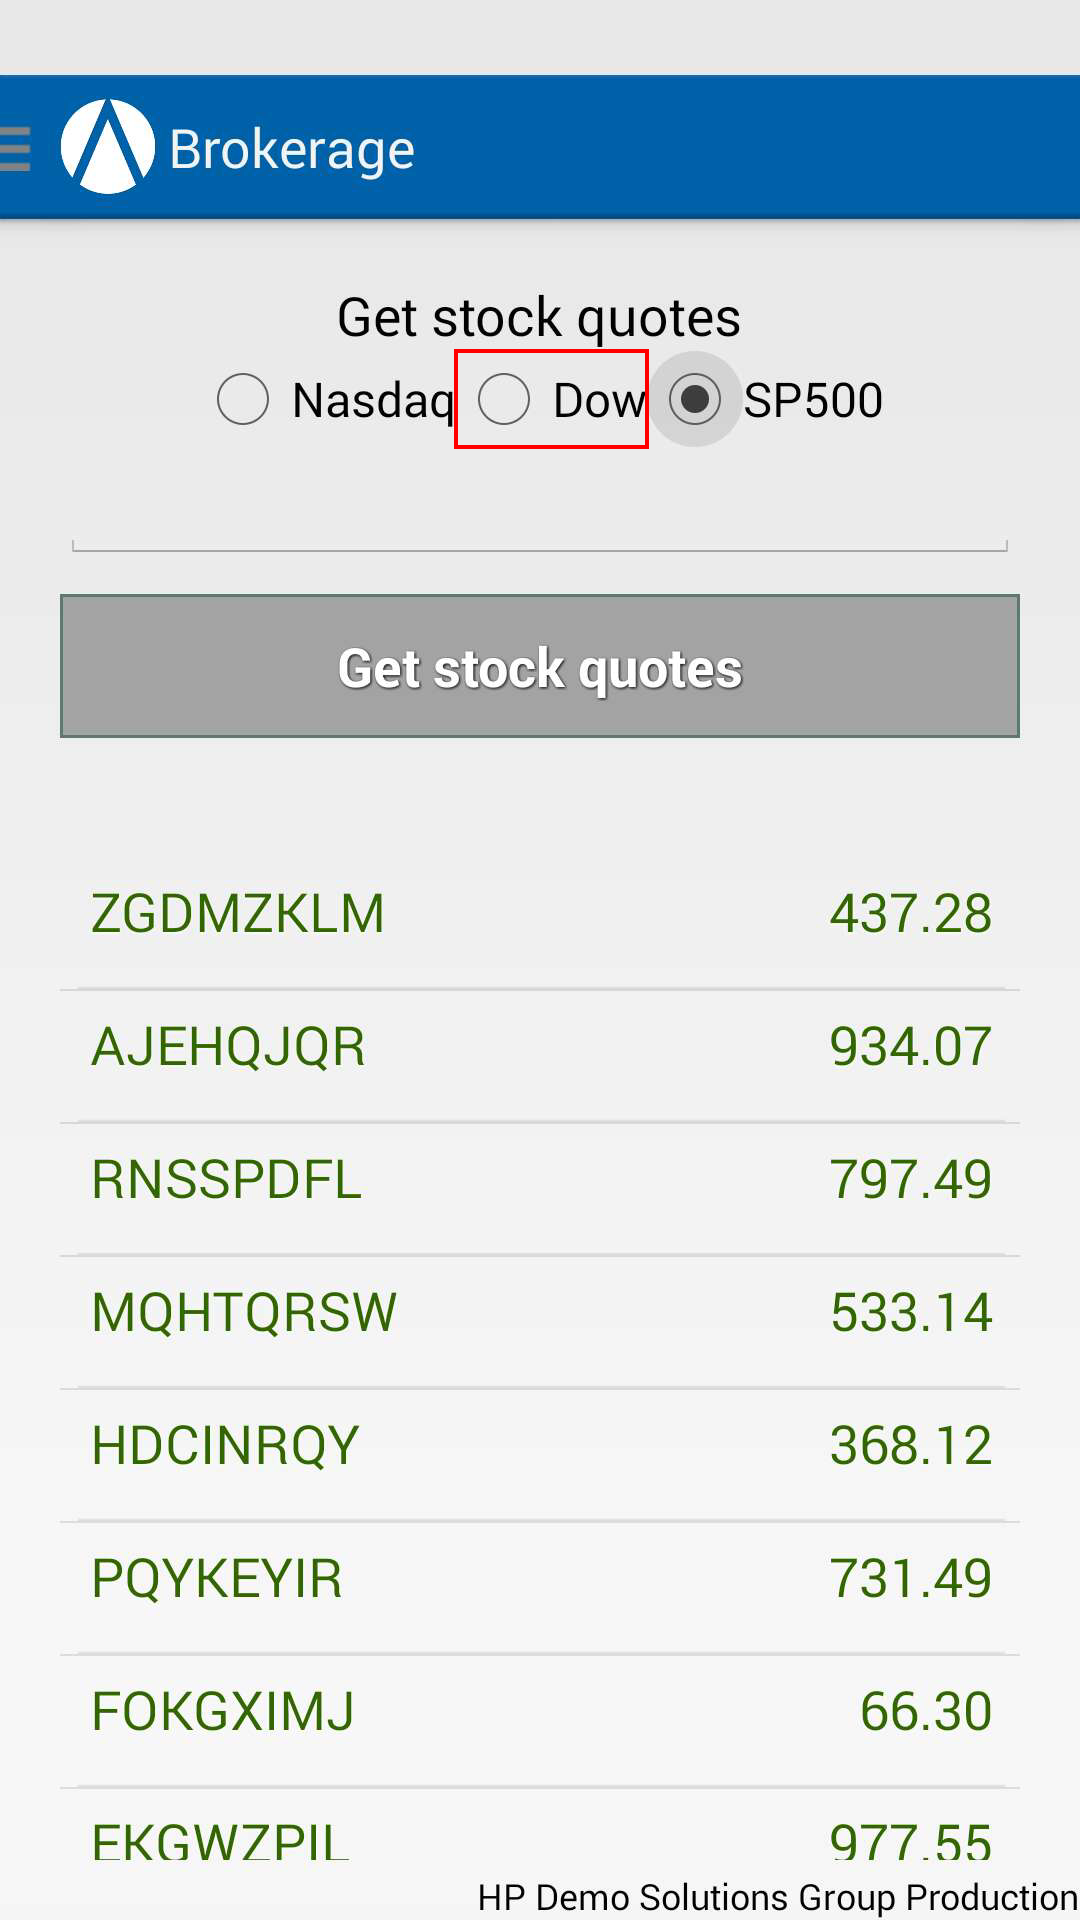 Brokerage
Get stock quotes
Nasdaq Dow SP500
Get stock quotes
ZGDMZKLM 437.28
AJEHQJQR 934.07
RNSSPDFL 797.49
MQHTQRSW 533.14
HDCINRQY 368.12
PQYKEYIR 731.49
FOKGXIMJ 66.30
EKGWZPIL 977.55
HP Demo Solutions Group Production